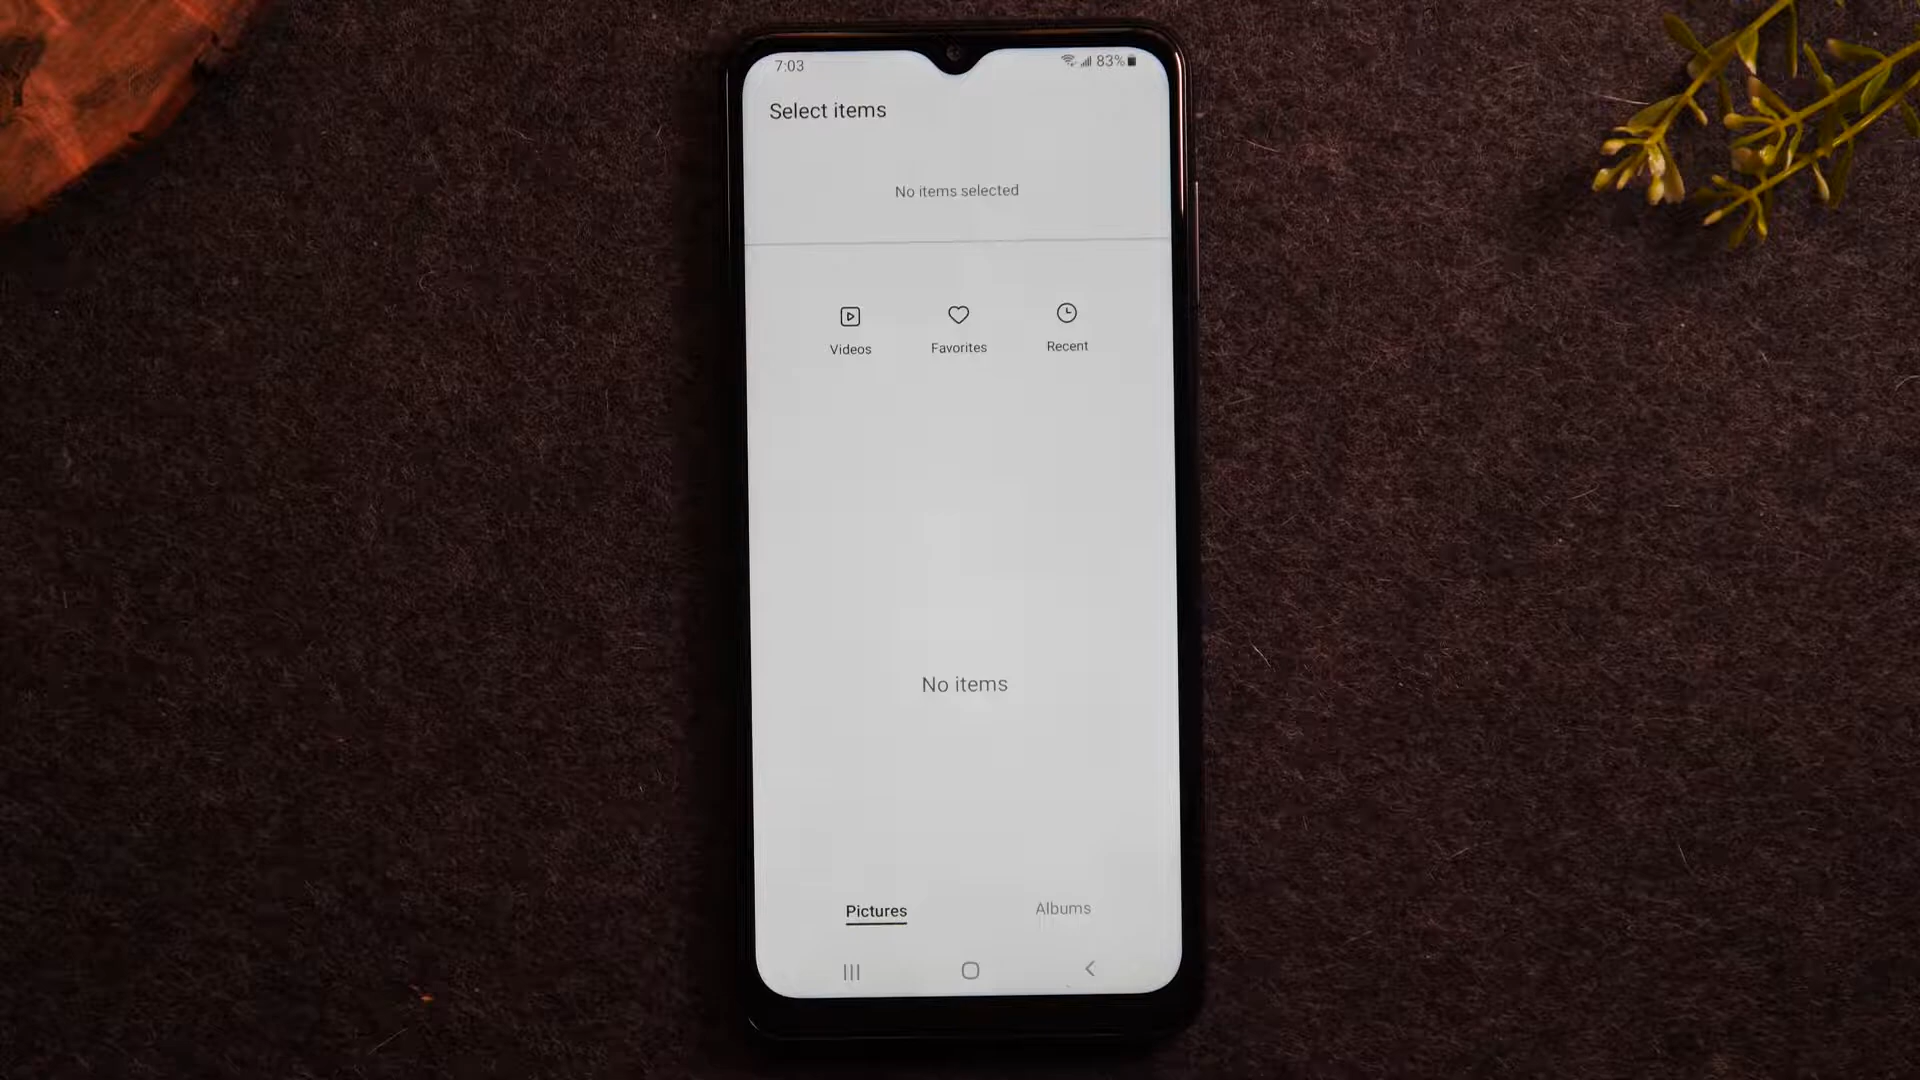 7:03
83%
Select items
No items selected
Videos
Favorites
Recent
No items
Pictures
Albums